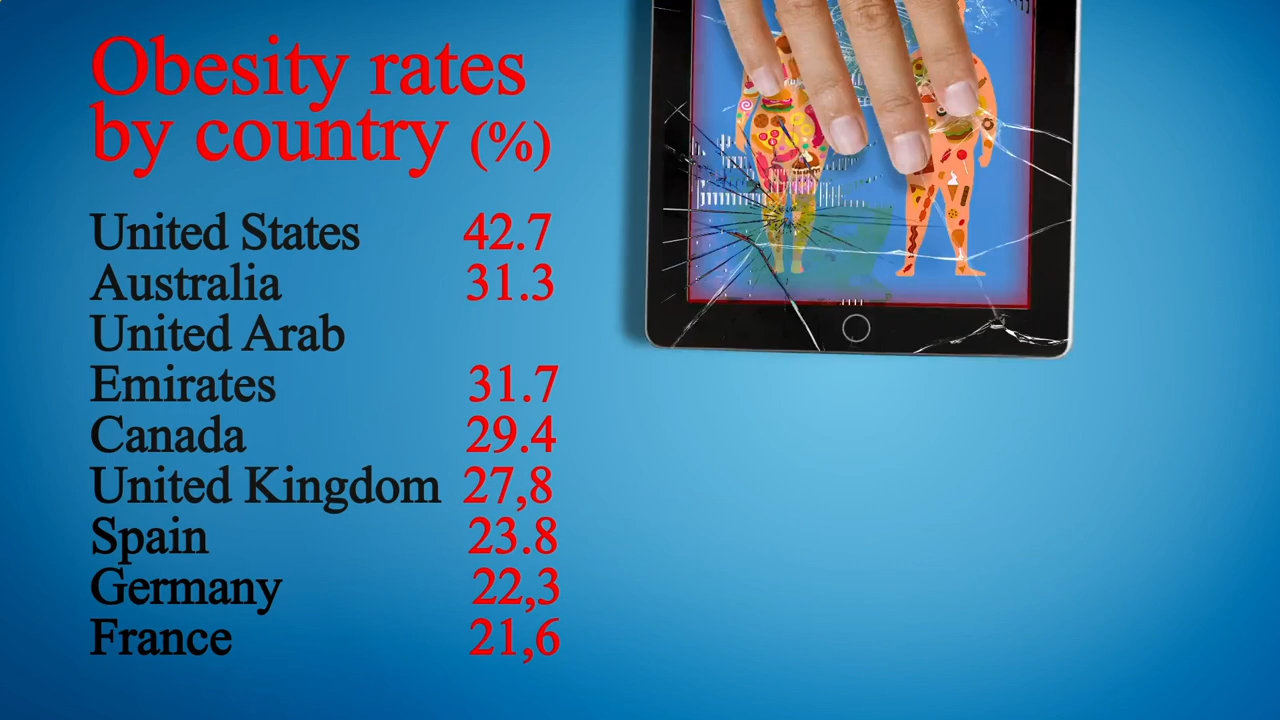 Obesity rates
by country (%)
United States 42.7
Australia 31.3
United Arab
Emirates 31.7
Canada 29.4
United Kingdom 27,8
Spain 23.8
Germany 22,3
France 21,6